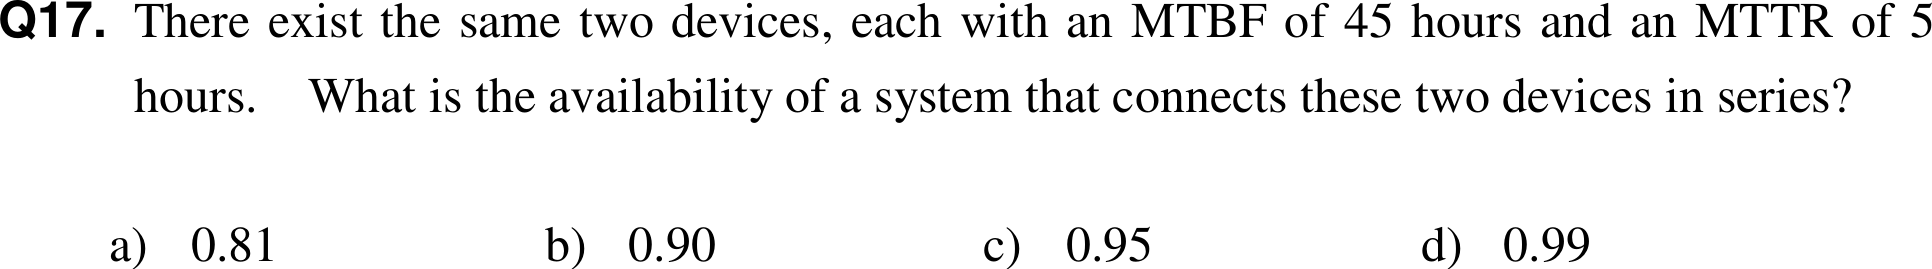 Q17. There exist the same two devices, each with an MTBF of 45 hours and an MTTR of 5
hours. What is the availability of a system that connects these two devices in series?
a) 0.81 b) 0.90 c) 0.95 d) 0.99